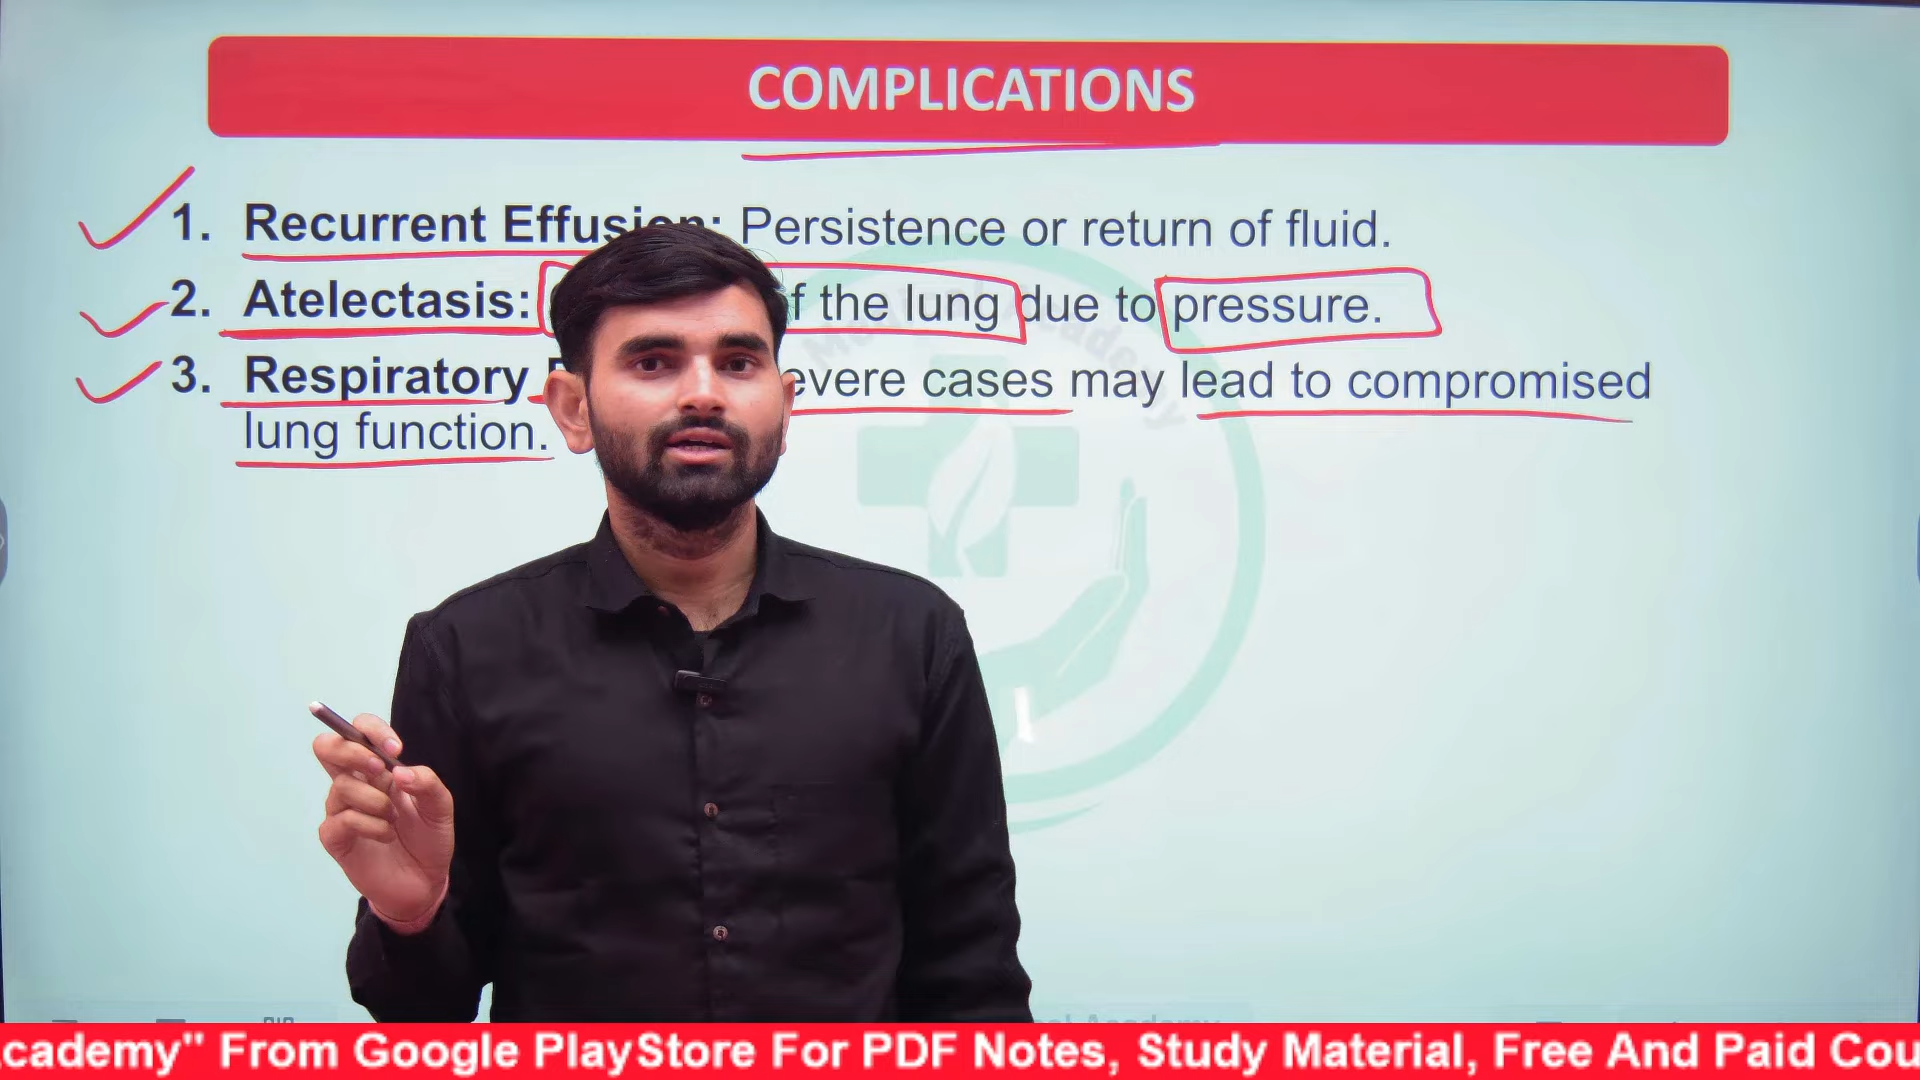 COMPLICATIONS
1. Recurrent Effusion: Persistence or return of fluid.
2. Atelectasis: of the lung due to pressure.
3. Respiratory evere cases may lead to compromised
lung function.
cademy" From Google PlayStore For PDF Notes, Study Material, Free And Paid Cou